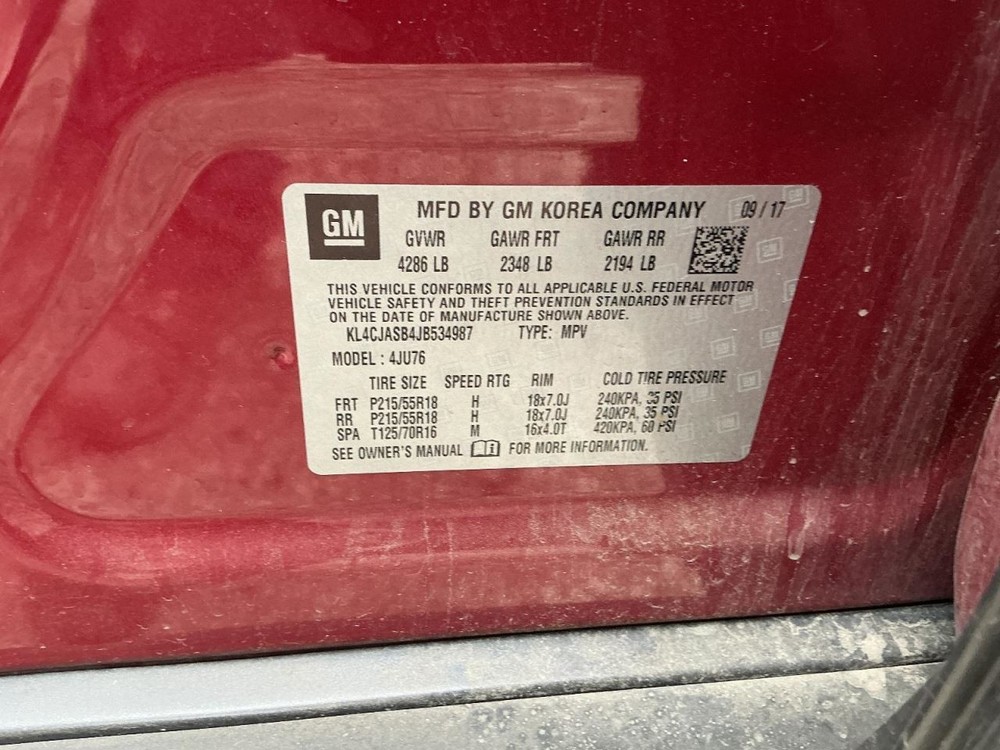 GM
MFD BY GM KOREA COMPANY 09 / 17
GVWR GAWR FRT GAWR RR
4286 LB 2348 LB 2194 LB
THIS VEHICLE CONFORMS TO ALL APPLICABLE U.S. FEDERAL MOTOR
VEHICLE SAFETY AND THEFT PREVENTION STANDARDS IN EFFECT
ON THE DATE OF MANUFACTURE SHOWN ABOVE.
KL4CJASB4JB534987 TYPE: MPV
MODEL : 4JU76
TIRE SIZE SPEED RTG RIM COLD TIRE PRESSURE
FRT P215/55R18 H 18x7.0J 240KPA, 35 PSI
RR P215/55R18 H 18x7.0J 240KPA, 35 PSI
SPA T125/70R16 M 16x4.0T 420KPA, 60 PSI
SEE OWNER'S MANUAL FOR MORE INFORMATION.